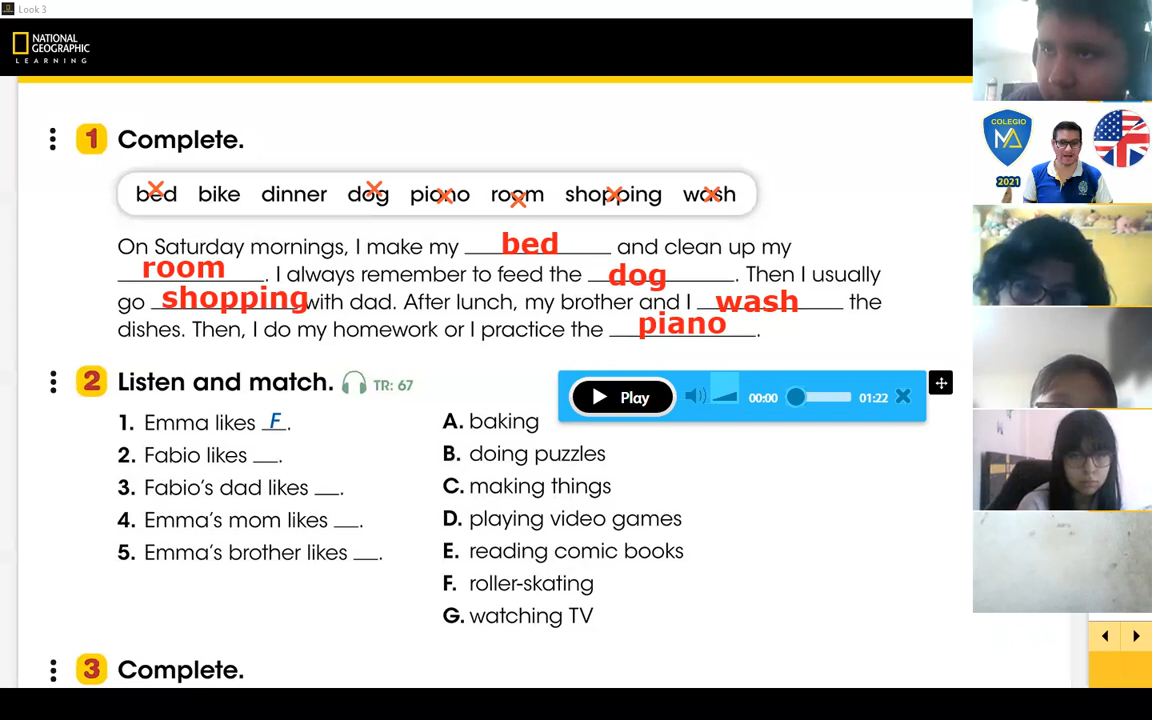 Look 3
NATIONAL
GEOGRAPHIC
LEARNING
COLEGIO
MA
2021
1 Complete.
bed bike dinner dog piano room shopping wash
On Saturday mornings, I make my bed and clean up my
room. I always remember to feed the dog. Then I usually
go shopping with dad. After lunch, my brother and I wash the
dishes. Then, I do my homework or I practice the piano.
2 Listen and match. TR: 67
Play 00:00 01:22
1. Emma likes F.
2. Fabio likes ___.
3. Fabio's dad likes ___.
4. Emma's mom likes ___.
5. Emma's brother likes ___.
A. baking
B. doing puzzles
C. making things
D. playing video games
E. reading comic books
F. roller-skating
G. watching TV
3 Complete.